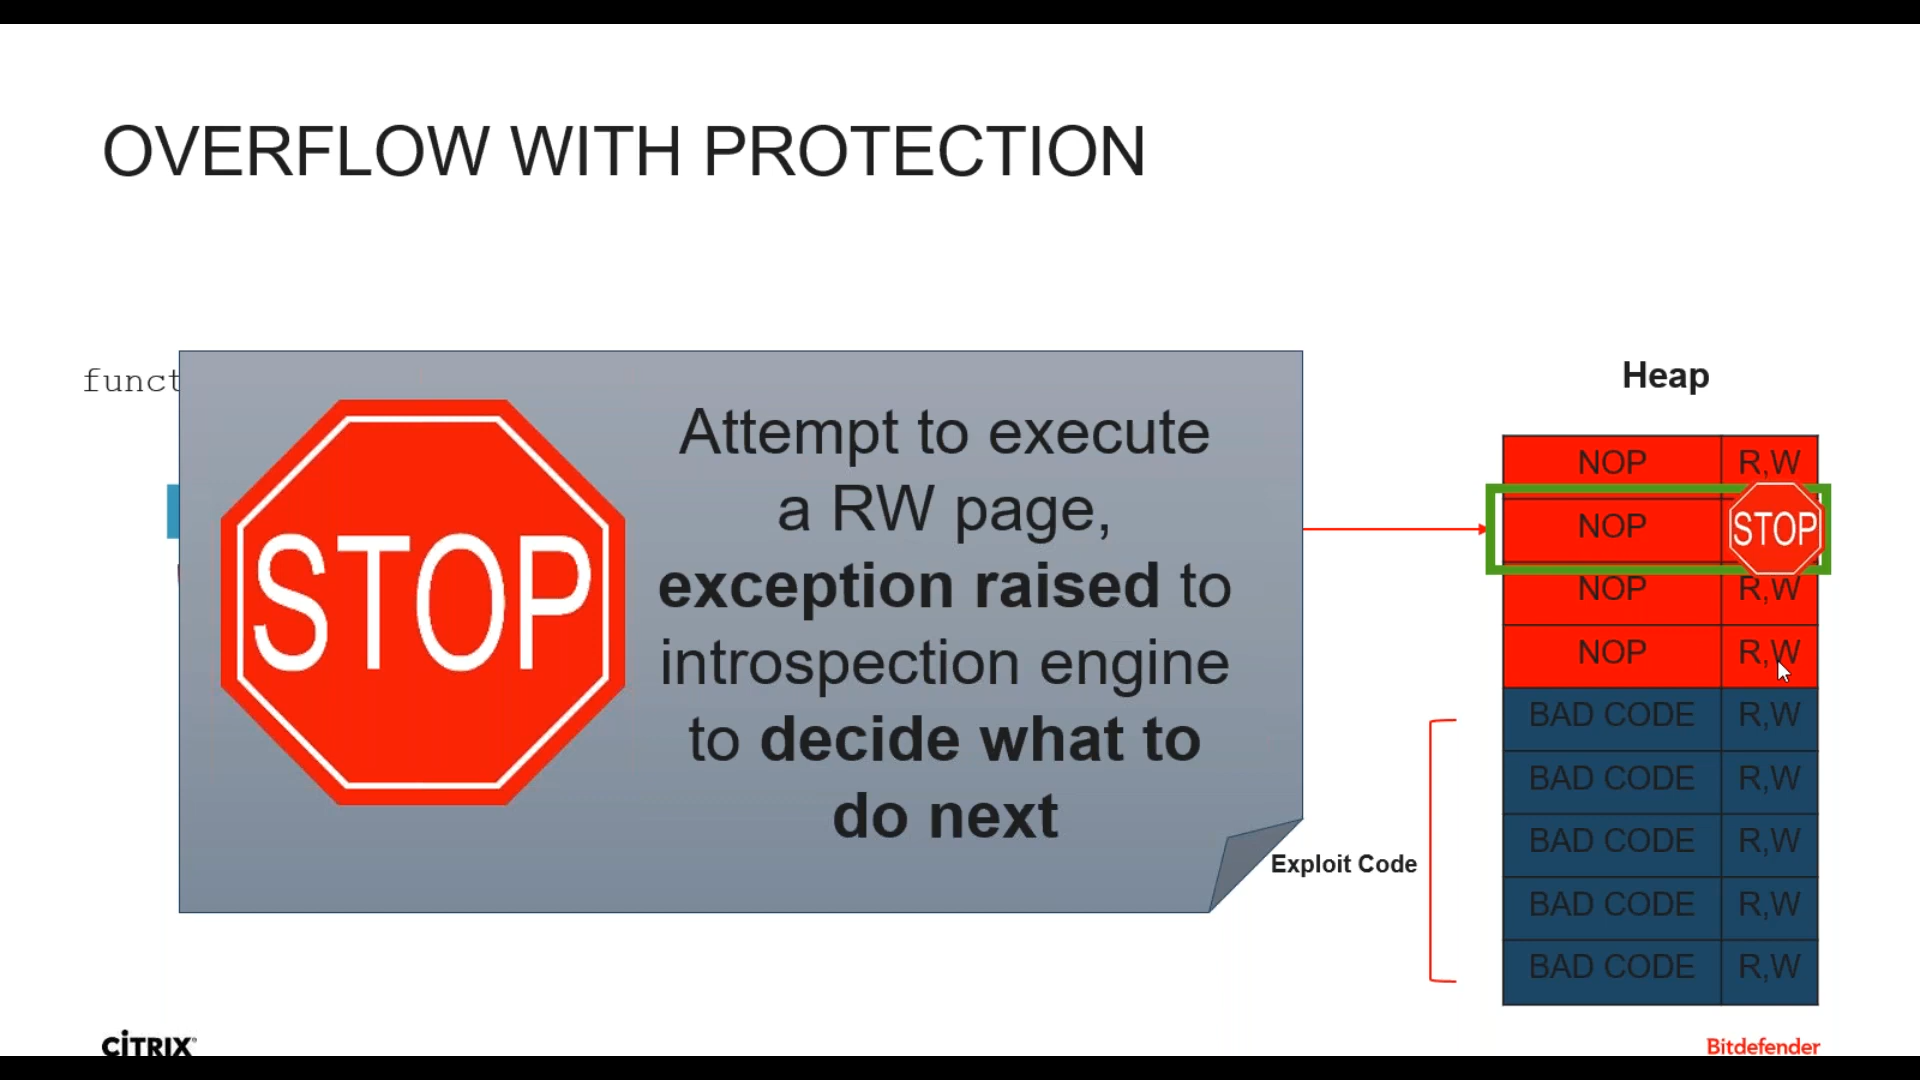 OVERFLOW WITH PROTECTION
funct
STOP
Attempt to execute
a RW page,
exception raised to
introspection engine
to decide what to
do next
Heap
NOP R,W
NOP STOP
NOP R,W
NOP R,W
BAD CODE R,W
BAD CODE R,W
BAD CODE R,W
BAD CODE R,W
BAD CODE R,W
Exploit Code
CiTRIX
Bitdefender